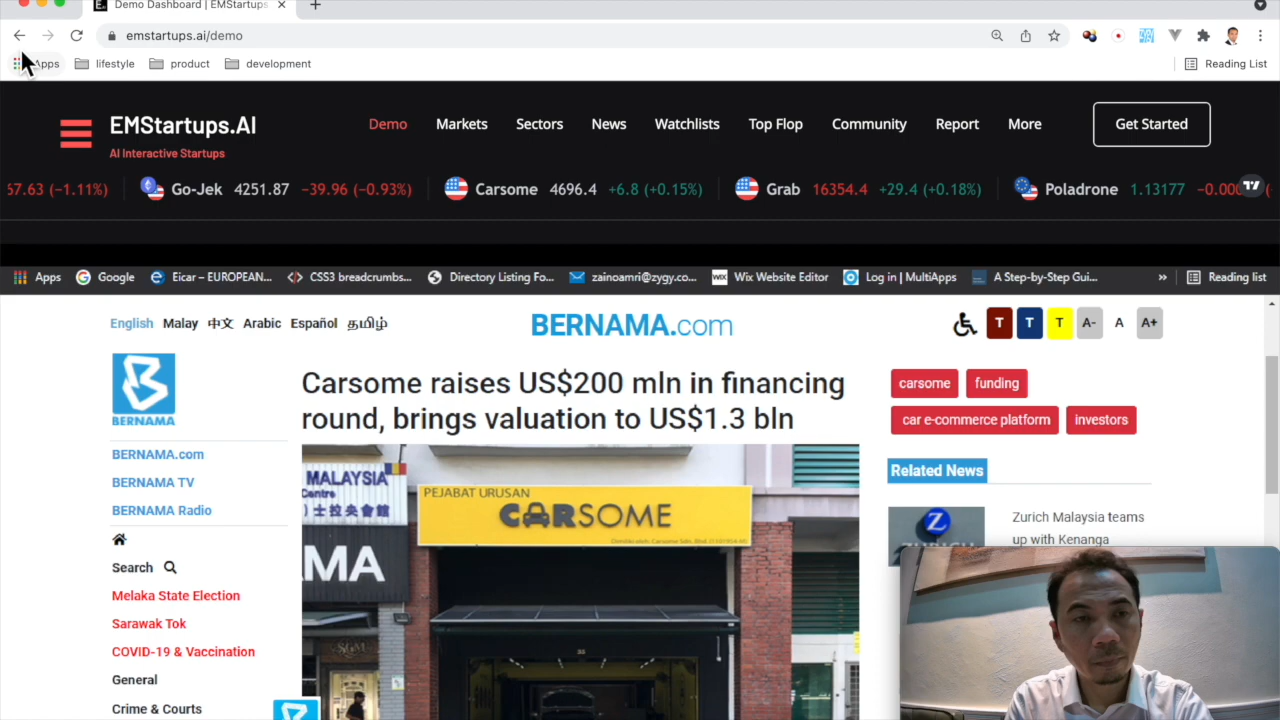 Demo Dashboard | EMStartups
emstartups.ai/demo
Apps lifestyle product development Reading List
EMStartups.AI
AI Interactive Startups
Demo Markets Sectors News Watchlists Top Flop Community Report More Get Started
67.63 (−1.11%) Go-Jek 4251.87 −39.96 (−0.93%) Carsome 4696.4 +6.8 (+0.15%) Grab 16354.4 +29.4 (+0.18%) Poladrone 1.13177 −0.000
Apps Google Eicar – EUROPEAN... CSS3 breadcrumbs... Directory Listing Fo... zainoamri@zygy.co... WIX Wix Website Editor Log in | MultiApps A Step-by-Step Gui... » Reading list
English Malay 中文 Arabic Español தமிழ்
BERNAMA.com
T T T A- A A+
BERNAMA
Carsome raises US$200 mln in financing
round, brings valuation to US$1.3 bln
carsome funding
car e-commerce platform investors
Related News
BERNAMA.com
BERNAMA TV
BERNAMA Radio
Search
Melaka State Election
Sarawak Tok
COVID-19 & Vaccination
General
Crime & Courts
MALAYSIA
Centre
PEJABAT URUSAN
CARSOME
AMA
SGM
35
Z
ZURICH
Zurich Malaysia teams
up with Kenanga